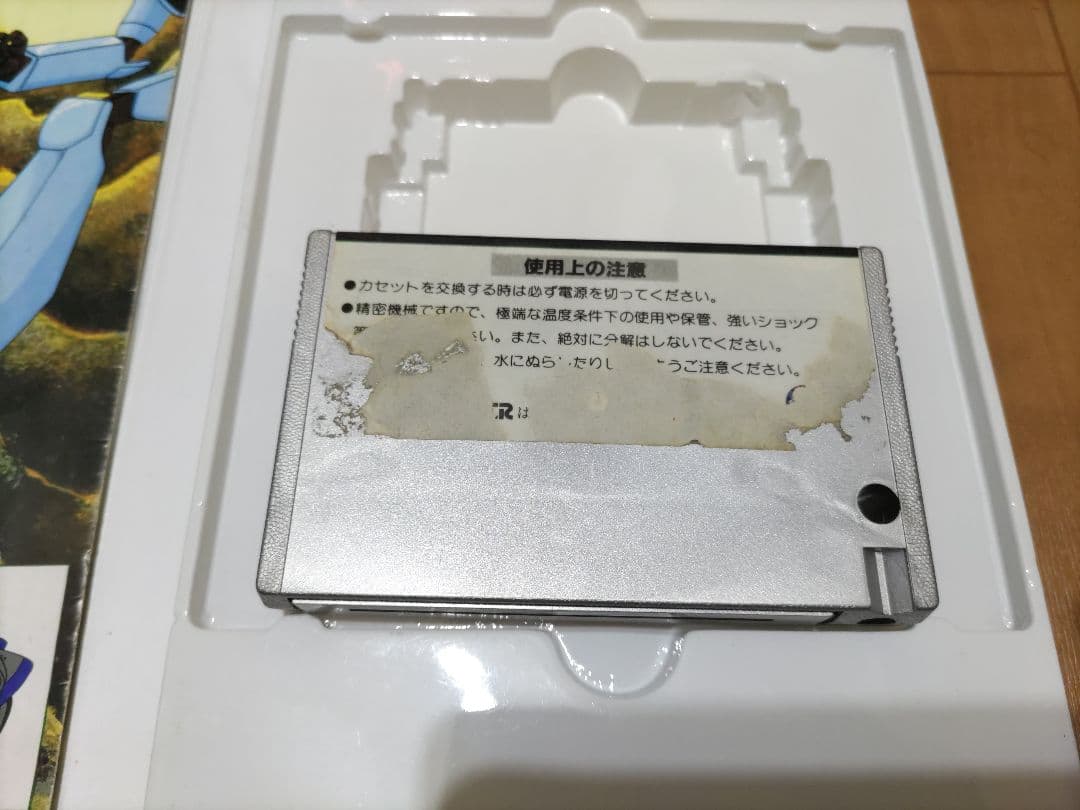 使用上の注意
●カセットを交換する時は必ず電源を切ってください。
●精密機械ですので、極端な温度条件下の使用や保管、強いショック
い。また、絶対に分解はしないでください。
水にぬら たりし ようご注意ください。
は